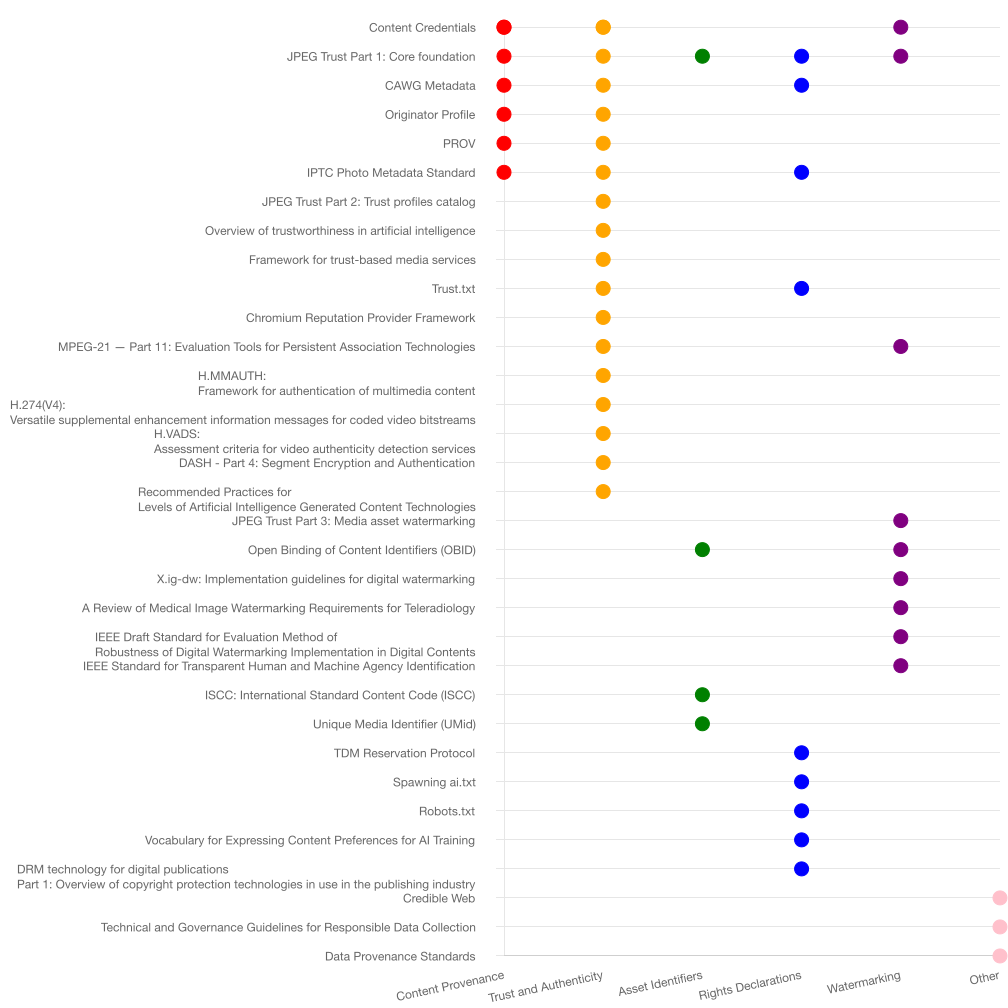 Content Credentials
JPEG Trust Part 1: Core foundation
CAWG Metadata
Originator Profile
PROV
IPTC Photo Metadata Standard
JPEG Trust Part 2: Trust profiles catalog
Overview of trustworthiness in artificial intelligence
Framework for trust-based media services
Trust.txt
Chromium Reputation Provider Framework
MPEG-21 — Part 11: Evaluation Tools for Persistent Association Technologies
H.MMAUTH:
Framework for authentication of multimedia content
H.274(V4):
Versatile supplemental enhancement information messages for coded video bitstreams
H.VADS:
Assessment criteria for video authenticity detection services
DASH - Part 4: Segment Encryption and Authentication
Recommended Practices for
Levels of Artificial Intelligence Generated Content Technologies
JPEG Trust Part 3: Media asset watermarking
Open Binding of Content Identifiers (OBID)
X.ig-dw: Implementation guidelines for digital watermarking
A Review of Medical Image Watermarking Requirements for Teleradiology
IEEE Draft Standard for Evaluation Method of
Robustness of Digital Watermarking Implementation in Digital Contents
IEEE Standard for Transparent Human and Machine Agency Identification
ISCC: International Standard Content Code (ISCC)
Unique Media Identifier (UMid)
TDM Reservation Protocol
Spawning ai.txt
Robots.txt
Vocabulary for Expressing Content Preferences for AI Training
DRM technology for digital publications
Part 1: Overview of copyright protection technologies in use in the publishing industry
Credible Web
Technical and Governance Guidelines for Responsible Data Collection
Data Provenance Standards
Content Provenance
Trust and Authenticity
Asset Identifiers
Rights Declarations
Watermarking
Other